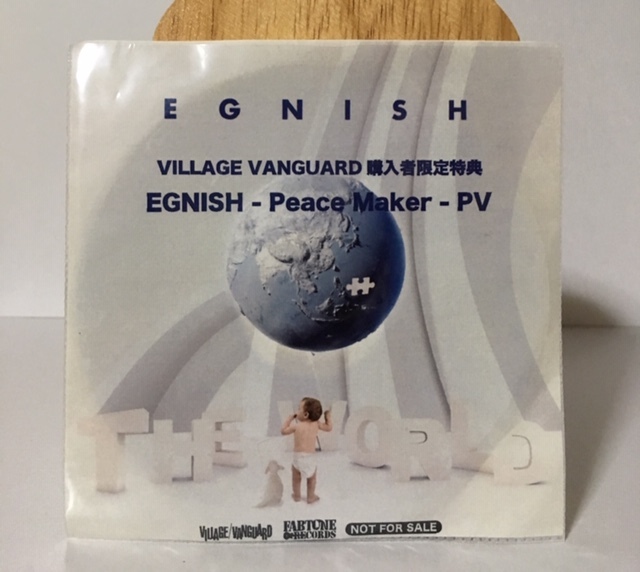 EGNISH
VILLAGE VANGUARD 購入者限定特典
EGNISH - Peace Maker - PV
THE WORLD
VILLAGE/VANGUARD FABTUNE RECORDS NOT FOR SALE